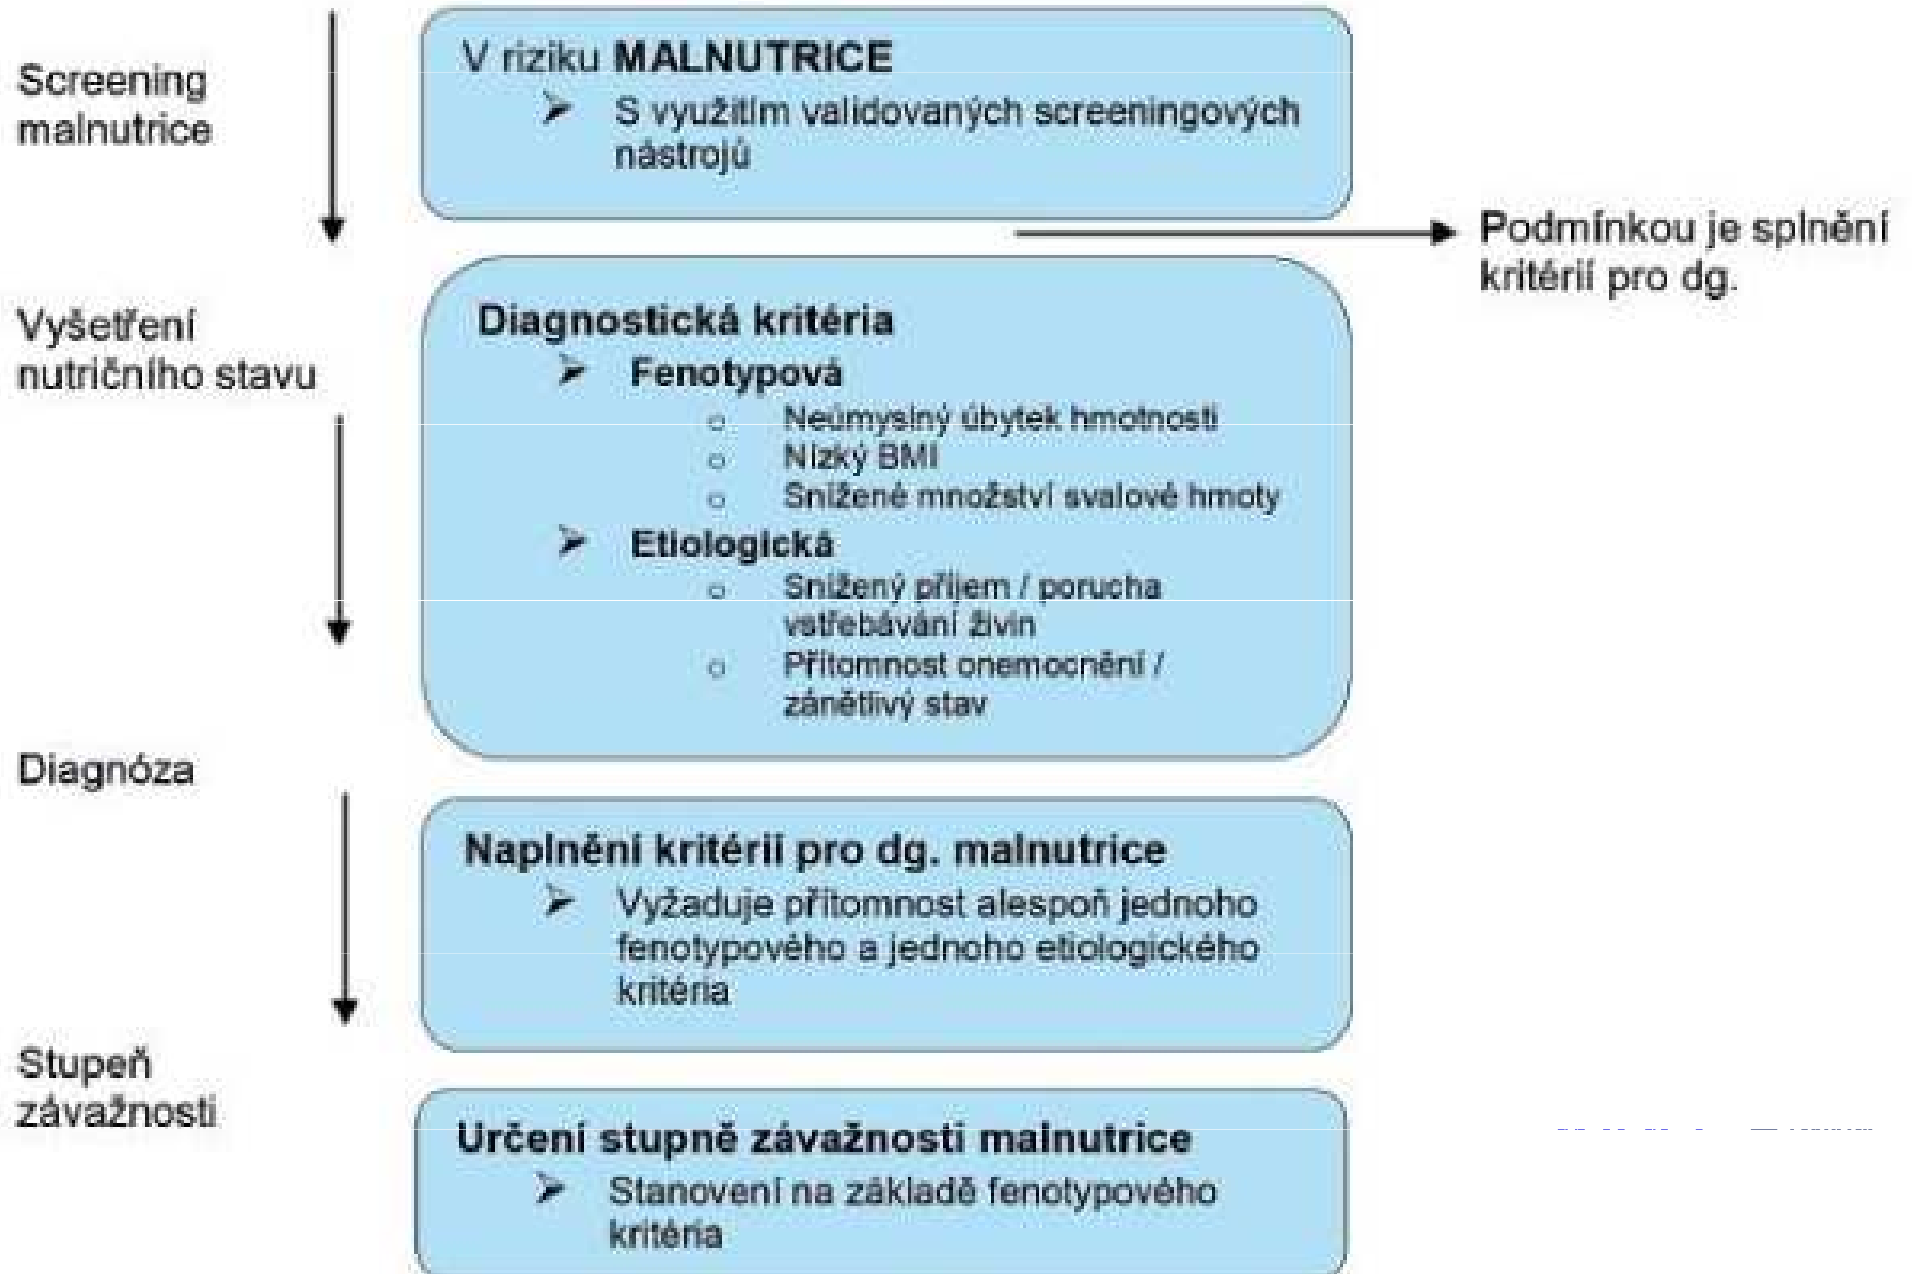 Screening
malnutrice
V riziku MALNUTRICE
➢ S využitím validovaných screeningových
nástrojů
Podmínkou je splnění
kritérií pro dg.
Vyšetření
nutričního stavu
Diagnostická kritéria
➢ Fenotypová
o Neúmyslný úbytek hmotnosti
o Nízký BMI
o Snížené množství svalové hmoty
➢ Etiologická
o Snížený příjem / porucha
vstřebávání živin
o Přítomnost onemocnění /
zánětlivý stav
Diagnóza
Naplnění kritérií pro dg. malnutrice
➢ Vyžaduje přítomnost alespoň jednoho
fenotypového a jednoho etiologického
kritéria
Stupeň
závažnosti
Určení stupně závažnosti malnutrice
➢ Stanovení na základě fenotypového
kritéria